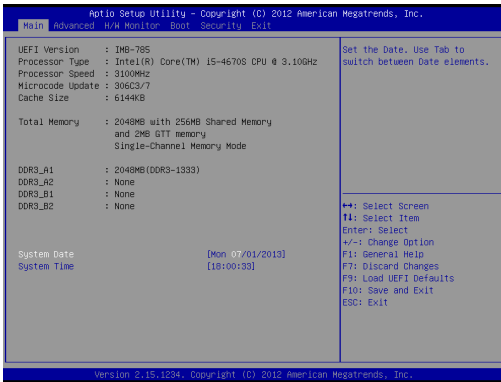 Aptio Setup Utility – Copyright (C) 2012 American Megatrends, Inc.
Main Advanced H/W Monitor Boot Security Exit
UEFI Version : IMB-785
Processor Type : Intel(R) Core(TM) i5-4670S CPU @ 3.10GHz
Processor Speed : 3100MHz
Microcode Update : 306C3/7
Cache Size : 6144KB
Total Memory : 2048MB with 256MB Shared Memory
and 2MB GTT memory
Single-Channel Memory Mode
DDR3_A1 : 2048MB(DDR3-1333)
DDR3_A2 : None
DDR3_B1 : None
DDR3_B2 : None
System Date [Mon 07/01/2013]
System Time [18:00:33]
Set the Date. Use Tab to
switch between Date elements.
↔: Select Screen
↑↓: Select Item
Enter: Select
+/-: Change Option
F1: General Help
F7: Discard Changes
F9: Load UEFI Defaults
F10: Save and Exit
ESC: Exit
Version 2.15.1234. Copyright (C) 2012 American Megatrends, Inc.